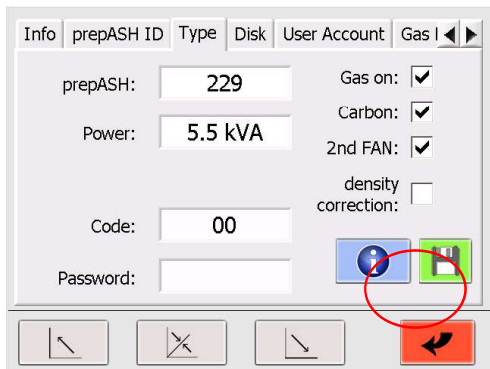 Info prepASH ID Type Disk User Account Gas
prepASH: 229 Gas on:
Power: 5.5 kVA Carbon:
2nd FAN:
density
correction:
Code: 00
Password: